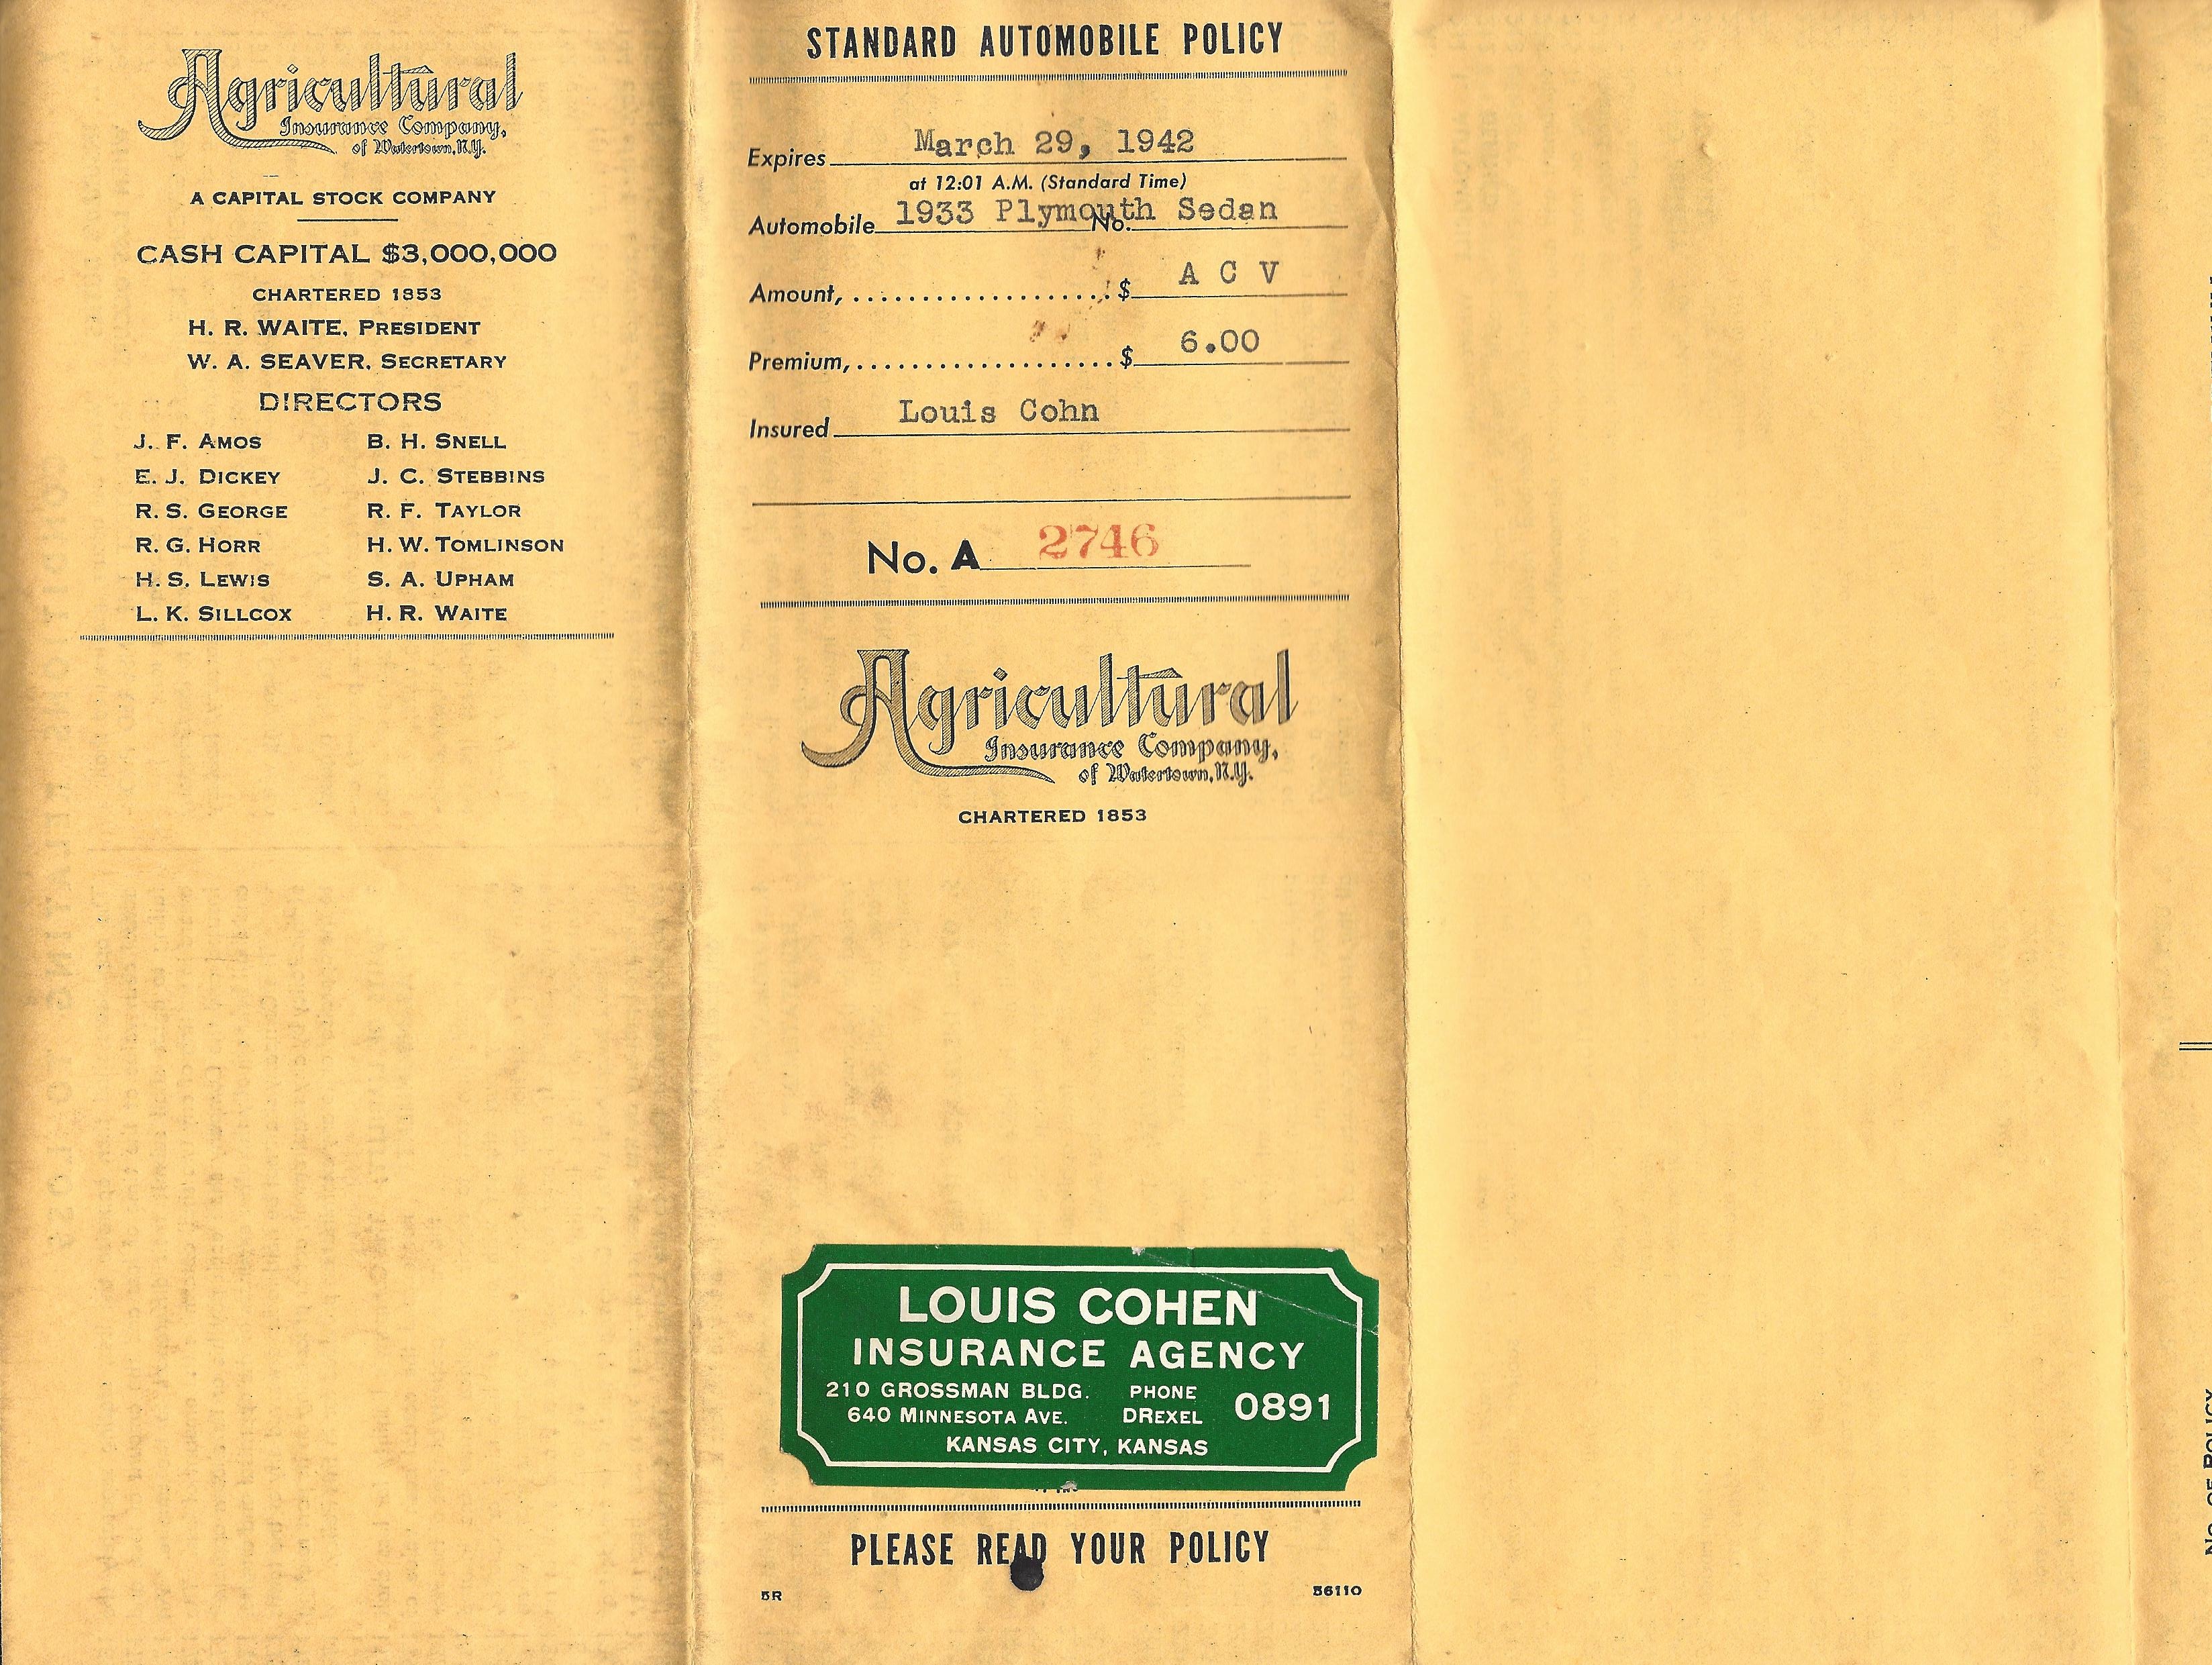 Agricultural
Insurance Company,
of Watertown, N.Y.
A CAPITAL STOCK COMPANY
CASH CAPITAL $3,000,000
CHARTERED 1853
H. R. WAITE, PRESIDENT
W. A. SEAVER, SECRETARY
DIRECTORS
J. F. AMOS B. H. SNELL
E. J. DICKEY J. C. STEBBINS
R. S. GEORGE R. F. TAYLOR
R. G. HORR H. W. TOMLINSON
H. S. LEWIS S. A. UPHAM
L. K. SILLCOX H. R. WAITE
STANDARD AUTOMOBILE POLICY
Expires March 29, 1942
at 12:01 A.M. (Standard Time)
Automobile 1933 Plymouth Sedan No.
Amount, $ A C V
Premium, $ 6.00
Insured Louis Cohn
No. A 2746
Agricultural
Insurance Company,
of Watertown, N.Y.
CHARTERED 1853
LOUIS COHEN
INSURANCE AGENCY
210 GROSSMAN BLDG. PHONE
640 MINNESOTA AVE. DREXEL 0891
KANSAS CITY, KANSAS
PLEASE READ YOUR POLICY
5R 56110
No. OF POLICY